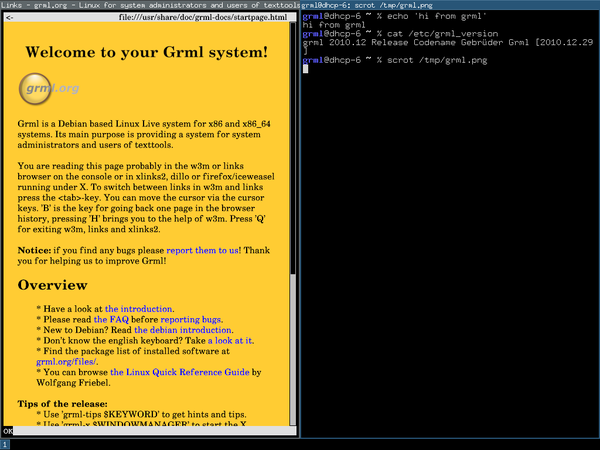 Links - grml.org - Linux for system administrators and users of texttools
<- file:///usr/share/doc/grml-docs/startpage.html
Welcome to your Grml system!
grml.org
Grml is a Debian based Linux Live system for x86 and x86_64
systems. Its main purpose is providing a system for system
administrators and users of texttools.
You are reading this page probably in the w3m or links
browser on the console or in xlinks2, dillo or firefox/iceweasel
running under X. To switch between links in w3m and links
press the <tab>-key. You can move the cursor via the cursor
keys. 'B' is the key for going back one page in the browser
history, pressing 'H' brings you to the help of w3m. Press 'Q'
for exiting w3m, links and xlinks2.
Notice: if you find any bugs please report them to us! Thank
you for helping us to improve Grml!
Overview
* Have a look at the introduction.
* Please read the FAQ before reporting bugs.
* New to Debian? Read the debian introduction.
* Don't know the english keyboard? Take a look at it.
* Find the package list of installed software at
grml.org/files/.
* You can browse the Linux Quick Reference Guide by
Wolfgang Friebel.
Tips of the release:
* Use 'grml-tips $KEYWORD' to get hints and tips.
* Use 'grml-x $WINDOWMANAGER' to start the X
OK
1
grml@dhcp-6: scrot /tmp/grml.png
grml@dhcp-6 ~ % echo 'hi from grml'
hi from grml
grml@dhcp-6 ~ % cat /etc/grml_version
grml 2010.12 Release Codename Gebrüder Grml [2010.12.29
]
grml@dhcp-6 ~ % scrot /tmp/grml.png